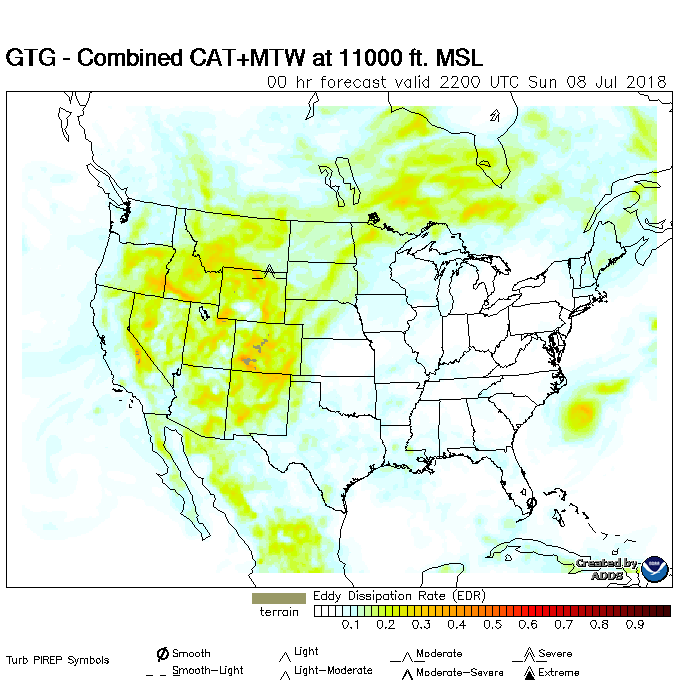 GTG - Combined CAT+MTW at 11000 ft. MSL
00 hr forecast valid 2200 UTC Sun 08 Jul 2018
Created by
ADDS
Eddy Dissipation Rate (EDR)
terrain
0.1 0.2 0.3 0.4 0.5 0.6 0.7 0.8 0.9
Turb PIREP Symbols
Smooth Light Moderate Severe
Smooth-Light Light-Moderate Moderate-Severe Extreme